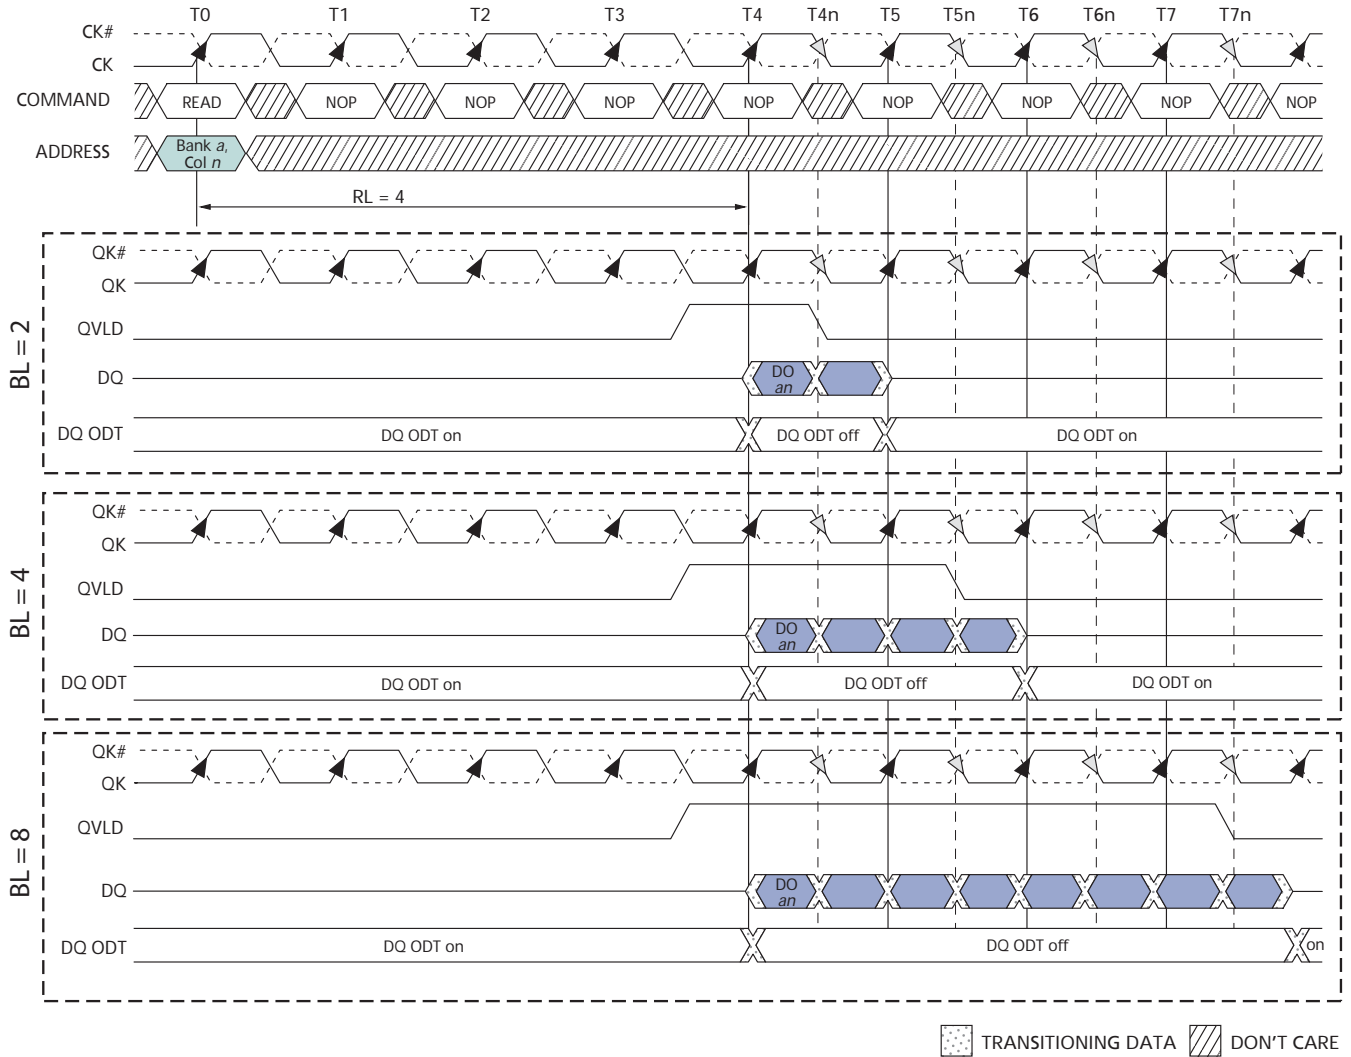 T0 T1 T2 T3 T4 T4n T5 T5n T6 T6n T7 T7n
CK#
CK
COMMAND READ NOP NOP NOP NOP NOP NOP NOP NOP
ADDRESS Bank a,
Col n
RL = 4
BL = 2
QK#
QK
QVLD
DQ DO
an
DQ ODT DQ ODT on DQ ODT off DQ ODT on
BL = 4
QK#
QK
QVLD
DQ DO
an
DQ ODT DQ ODT on DQ ODT off DQ ODT on
BL = 8
QK#
QK
QVLD
DQ DO
an
DQ ODT DQ ODT on DQ ODT off on
TRANSITIONING DATA DON'T CARE